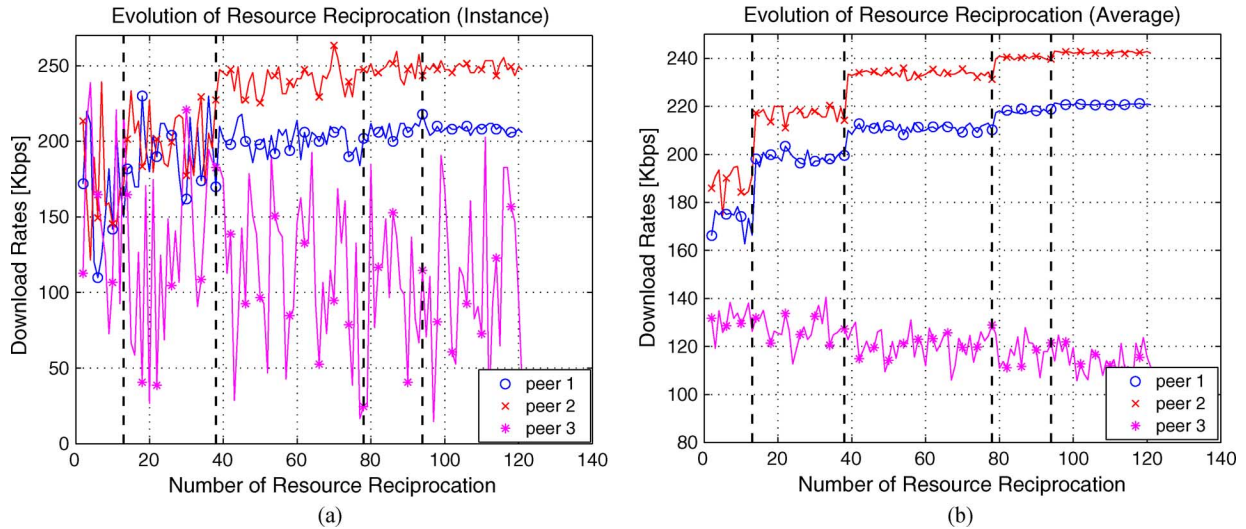 Evolution of Resource Reciprocation (Instance)
Download Rates [Kbps]
250
200
150
100
50
0
0 20 40 60 80 100 120 140
Number of Resource Reciprocation
peer 1
peer 2
peer 3
(a)
Evolution of Resource Reciprocation (Average)
Download Rates [Kbps]
240
220
200
180
160
140
120
100
80
0 20 40 60 80 100 120 140
Number of Resource Reciprocation
peer 1
peer 2
peer 3
(b)